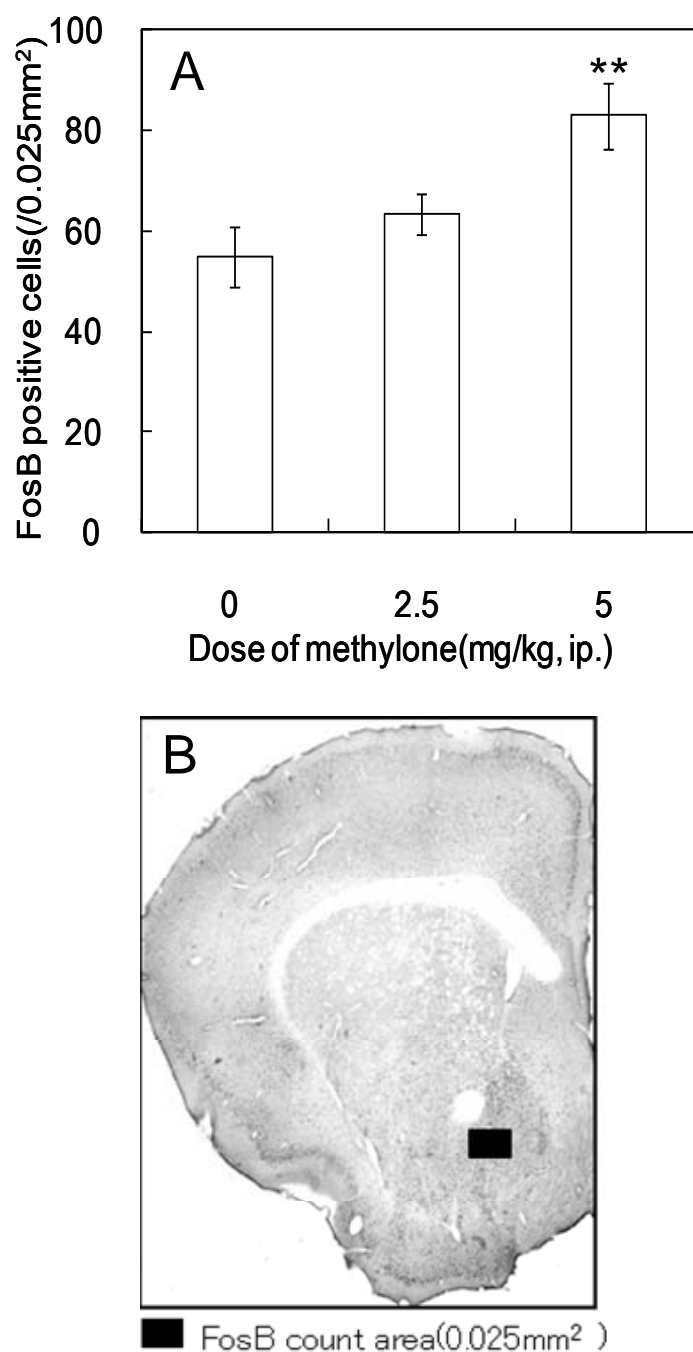 A
**
FosB positive cells(/0.025mm²)
100
80
60
40
20
0
0 2.5 5
Dose of methylone(mg/kg, ip.)
B
FosB count area(0.025mm² )